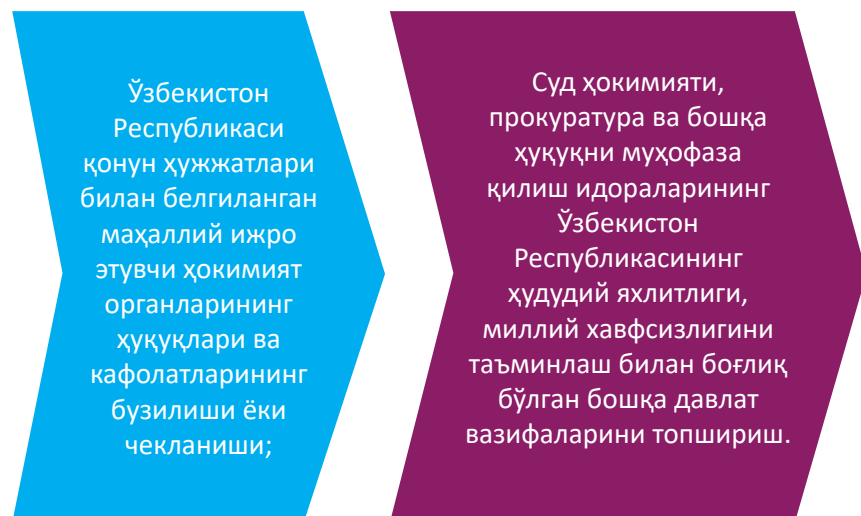 Ўзбекистон
Республикаси
қонун ҳужжатлари
билан белгиланган
маҳаллий ижро
этувчи ҳокимият
органларининг
ҳуқуқлари ва
кафолатларининг
бузилиши ёки
чекланиши;
Суд ҳокимияти,
прокуратура ва бошқа
ҳуқуқни муҳофаза
қилиш идораларининг
Ўзбекистон
Республикасининг
ҳудудий яхлитлиги,
миллий хавфсизлигини
таъминлаш билан боғлиқ
бўлган бошқа давлат
вазифаларини топшириш.